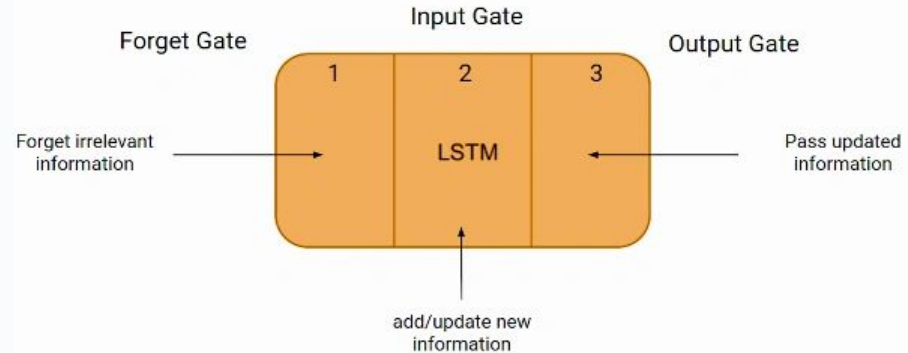 Input Gate
Forget Gate
Output Gate
1
2
3
Forget irrelevant
information
LSTM
Pass updated
information
add/update new
information